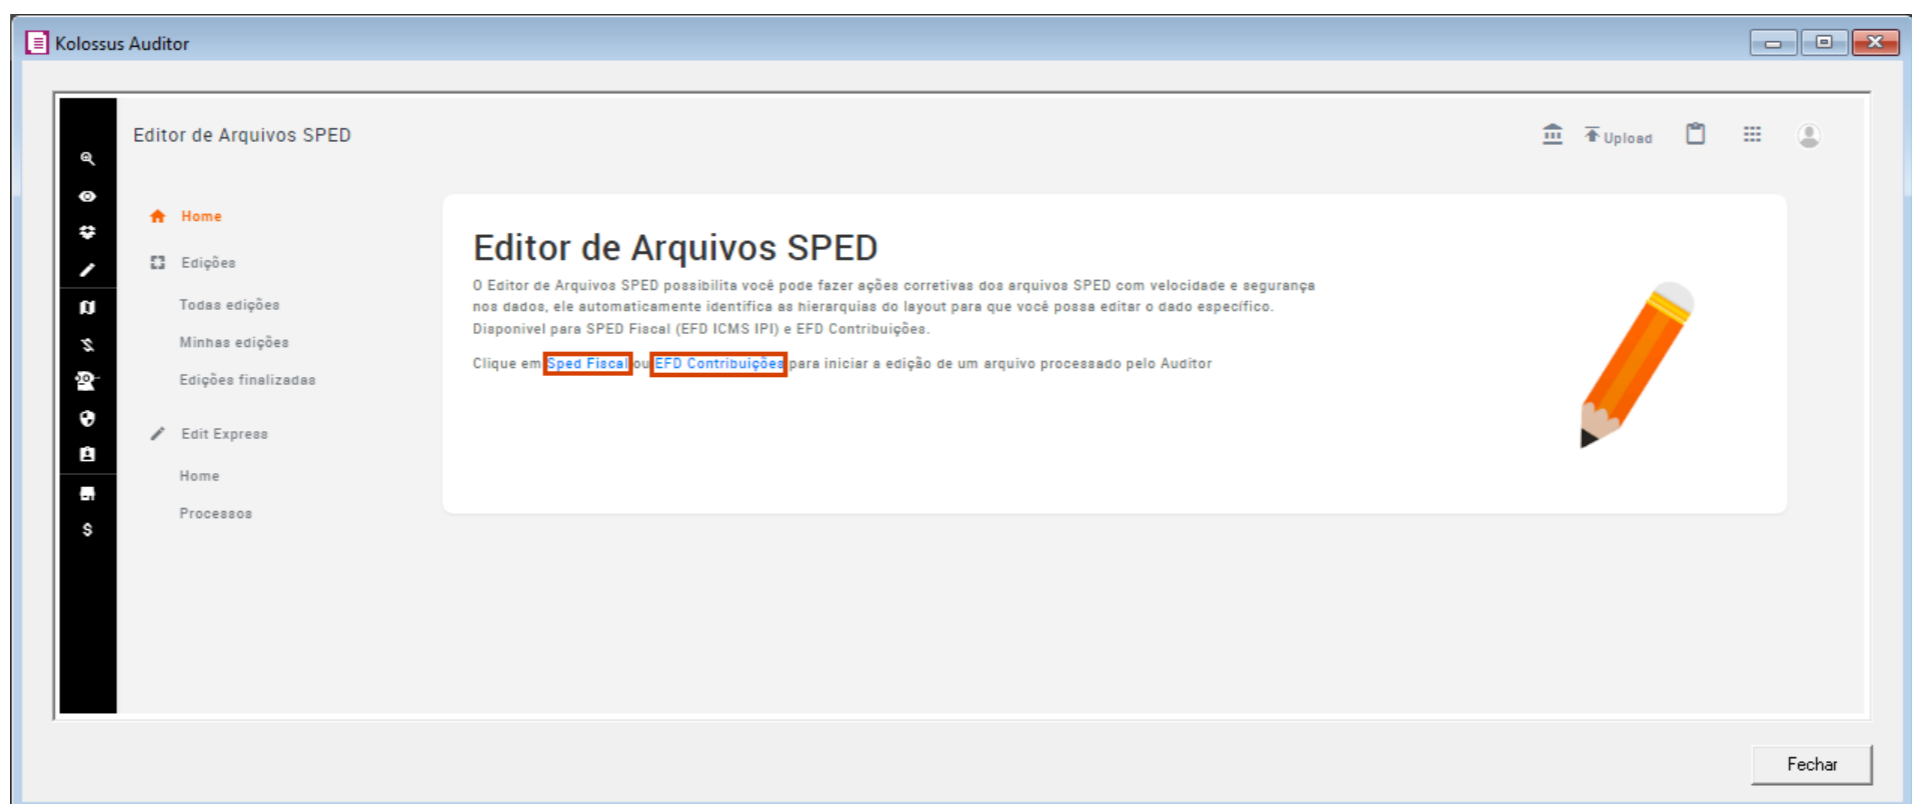 Kolossus Auditor
Editor de Arquivos SPED
Upload
Home
Edições
Todas edições
Minhas edições
Edições finalizadas
Edit Express
Home
Processos
Editor de Arquivos SPED
O Editor de Arquivos SPED possibilita você pode fazer ações corretivas dos arquivos SPED com velocidade e segurança
nos dados, ele automaticamente identifica as hierarquias do layout para que você possa editar o dado específico.
Disponivel para SPED Fiscal (EFD ICMS IPI) e EFD Contribuições.
Clique em Sped Fiscal ou EFD Contribuições para iniciar a edição de um arquivo processado pelo Auditor
Fechar